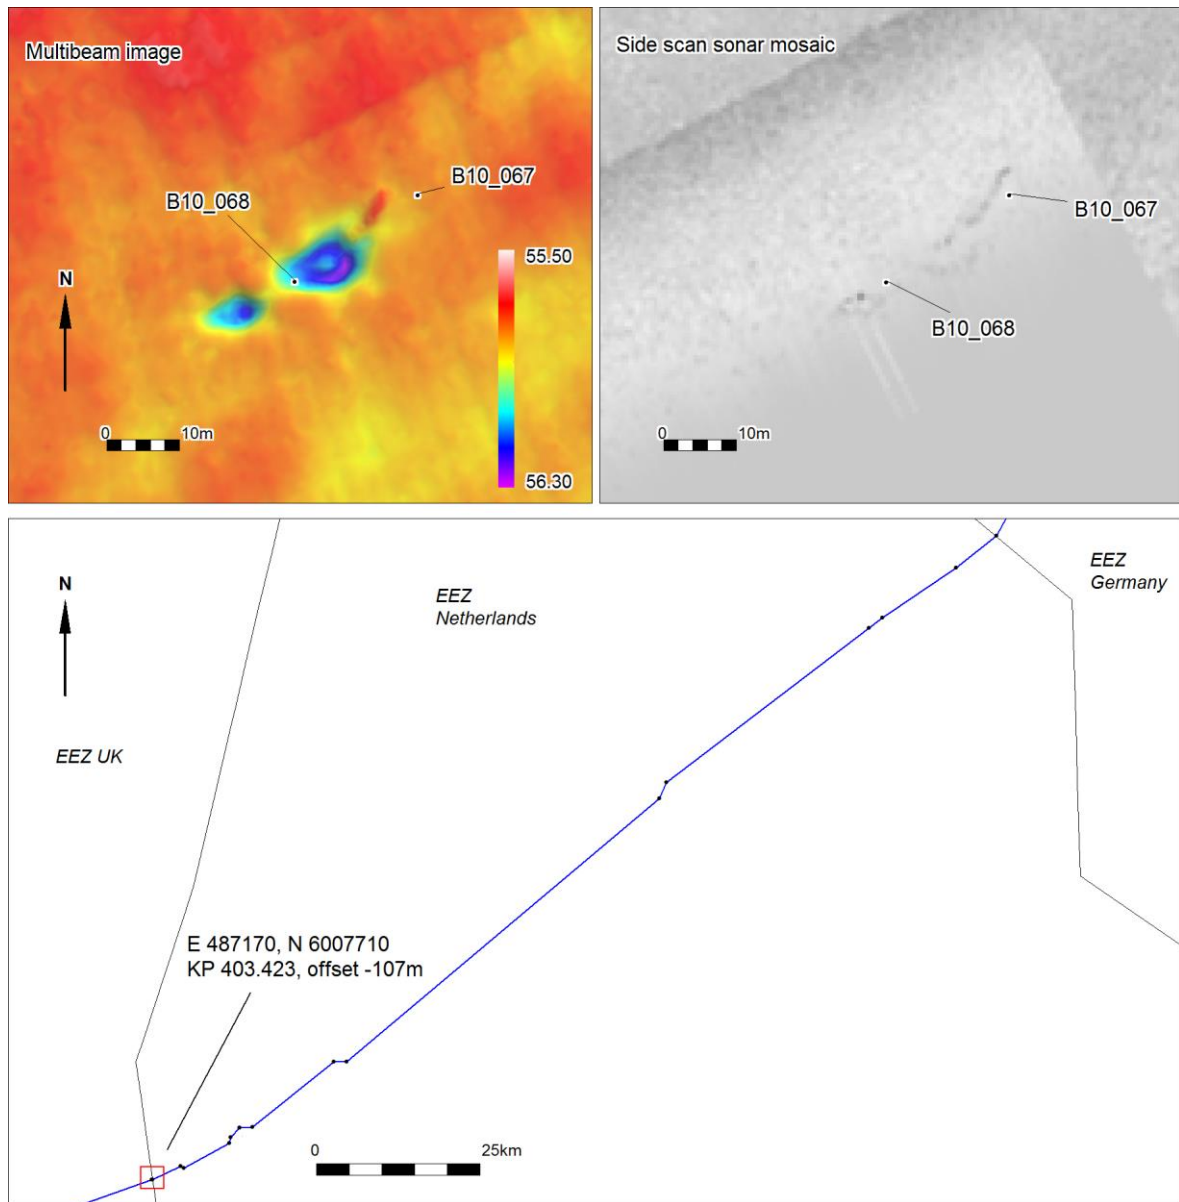 Multibeam image
B10_067
B10_068
N
55.50
56.30
0 10m
Side scan sonar mosaic
B10_067
B10_068
0 10m
N
EEZ
Netherlands
EEZ
Germany
EEZ UK
E 487170, N 6007710
KP 403.423, offset -107m
0 25km